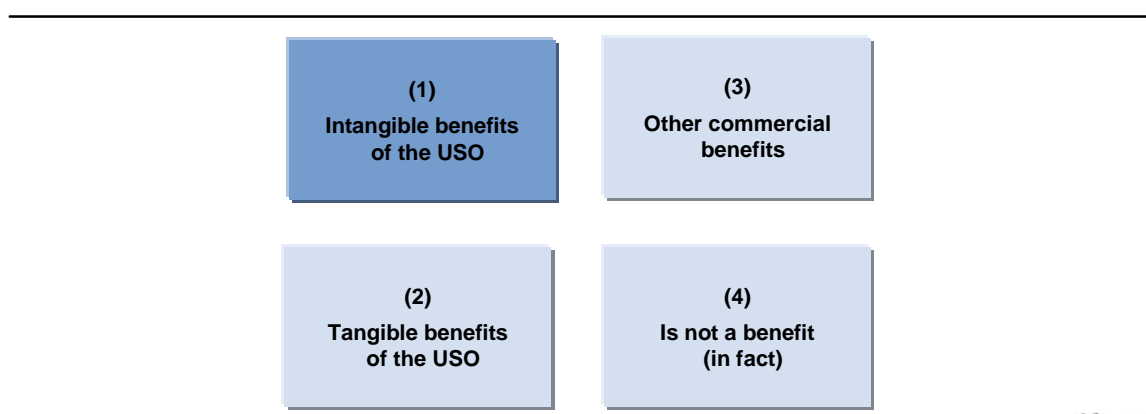 (1)
Intangible benefits
of the USO
(3)
Other commercial
benefits
(2)
Tangible benefits
of the USO
(4)
Is not a benefit
(in fact)